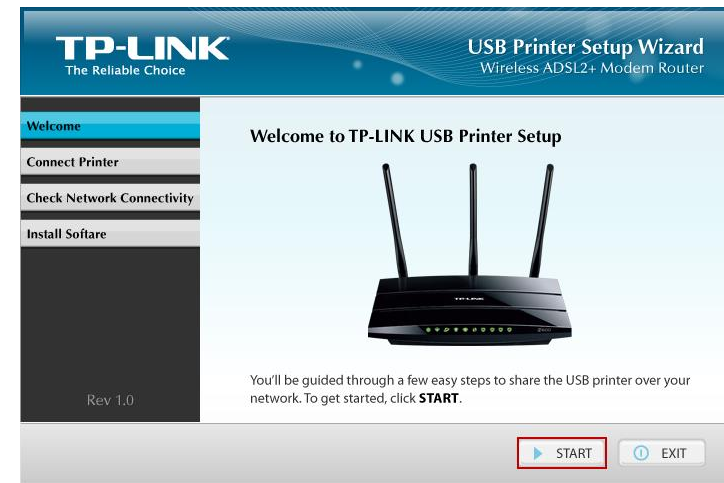 TP-LINK
The Reliable Choice
USB Printer Setup Wizard
Wireless ADSL2+ Modem Router
Welcome
Connect Printer
Check Network Connectivity
Install Softare
Rev 1.0
Welcome to TP-LINK USB Printer Setup
TP-LINK
You'll be guided through a few easy steps to share the USB printer over your
network. To get started, click START.
START
EXIT